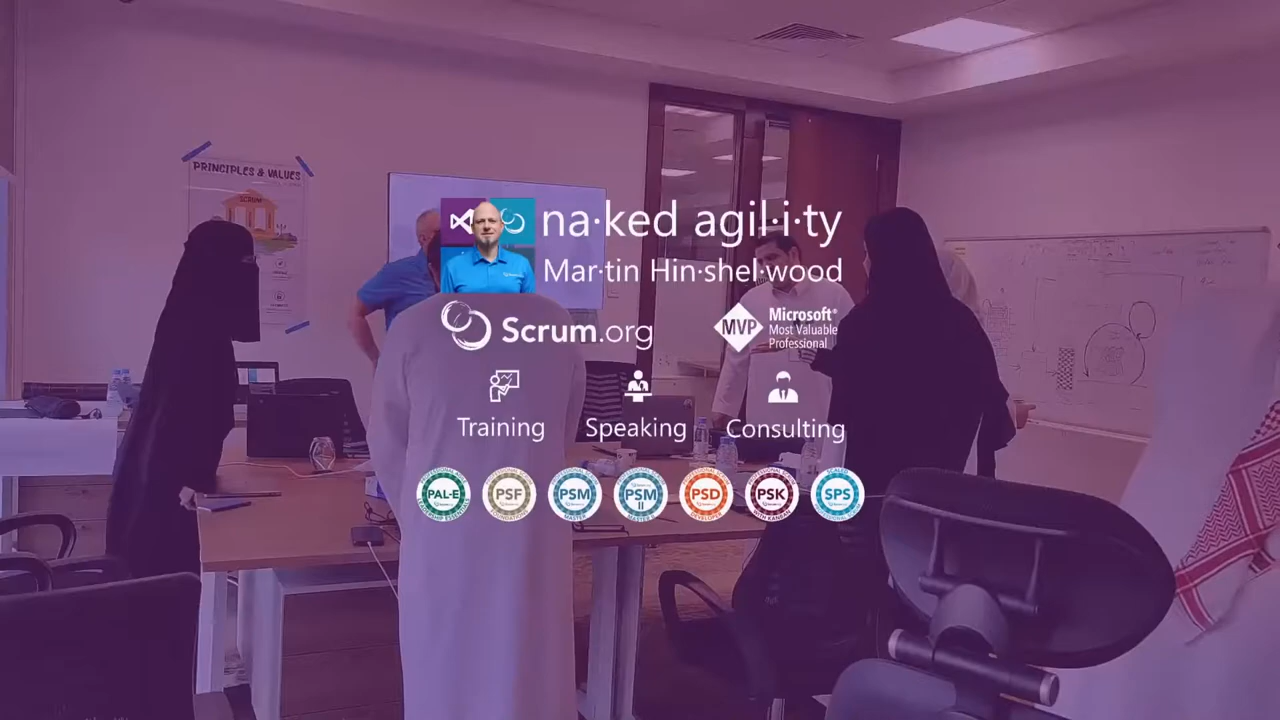 PRINCIPLES & VALUES
SCRUM
na·ked agil·i·ty
Mar·tin Hin·shel·wood
Scrum.org
MVP
Microsoft®
Most Valuable
Professional
Training
Speaking
Consulting
PAL-E
PSF
PSM
PSM
II
PSD
PSK
SPS